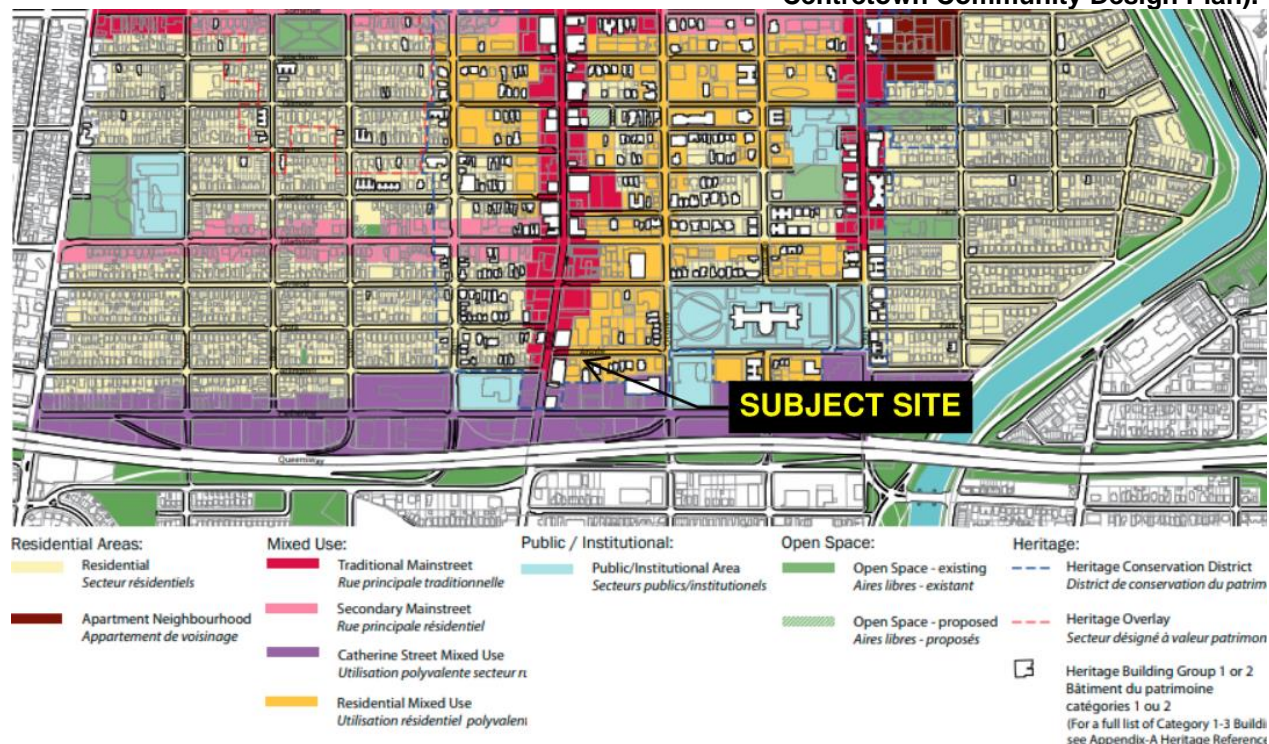 Centretown Community Design Plan).
SUBJECT SITE
Queensway
Residential Areas:
Residential
Secteur résidentiels
Apartment Neighbourhood
Appartement de voisinage
Mixed Use:
Traditional Mainstreet
Rue principale traditionnelle
Secondary Mainstreet
Rue principale résidentiel
Catherine Street Mixed Use
Utilisation polyvalente secteur ru
Residential Mixed Use
Utilisation résidentiel polyvalent
Public / Institutional:
Public/Institutional Area
Secteurs publics/institutionels
Open Space:
Open Space - existing
Aires libres - existant
Open Space - proposed
Aires libres - proposés
Heritage:
Heritage Conservation District
District de conservation du patrim
Heritage Overlay
Secteur désigné à valeur patrimon
Heritage Building Group 1 or 2
Bâtiment du patrimoine
catégories 1 ou 2
(For a full list of Category 1-3 Buildin
see Appendix-A Heritage Reference